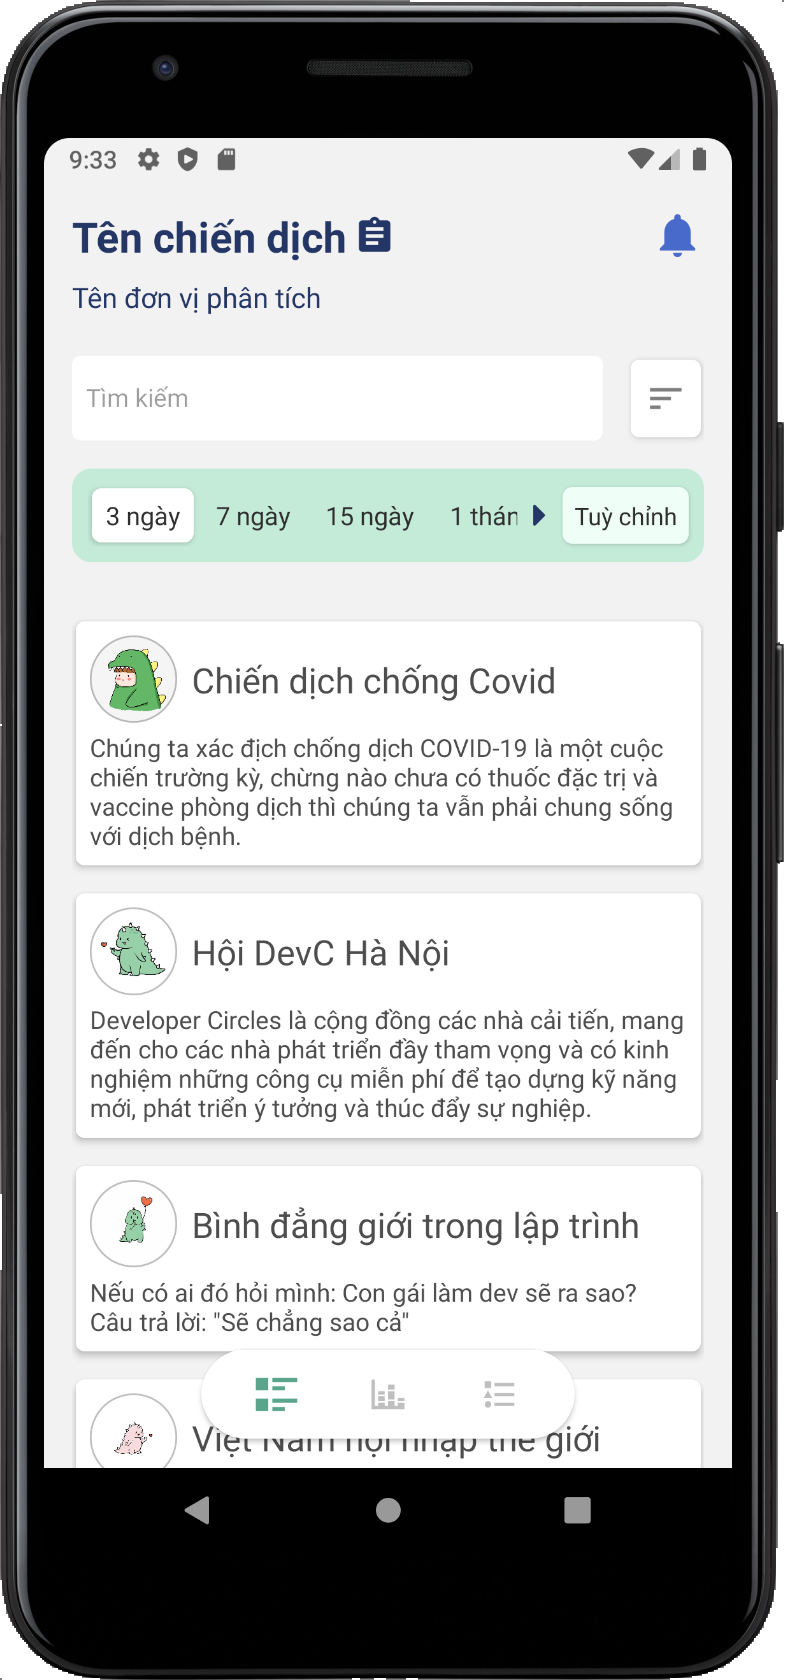 9:33
Tên chiến dịch
Tên đơn vị phân tích
Tìm kiếm
3 ngày 7 ngày 15 ngày 1 thán Tuỳ chỉnh
Chiến dịch chống Covid
Chúng ta xác địch chống dịch COVID-19 là một cuộc
chiến trường kỳ, chừng nào chưa có thuốc đặc trị và
vaccine phòng dịch thì chúng ta vẫn phải chung sống
với dịch bệnh.
Hội DevC Hà Nội
Developer Circles là cộng đồng các nhà cải tiến, mang
đến cho các nhà phát triển đầy tham vọng và có kinh
nghiệm những công cụ miễn phí để tạo dựng kỹ năng
mới, phát triển ý tưởng và thúc đẩy sự nghiệp.
Bình đẳng giới trong lập trình
Nếu có ai đó hỏi mình: Con gái làm dev sẽ ra sao?
Câu trả lời: "Sẽ chẳng sao cả"
Việt Nam hội nhập thế giới